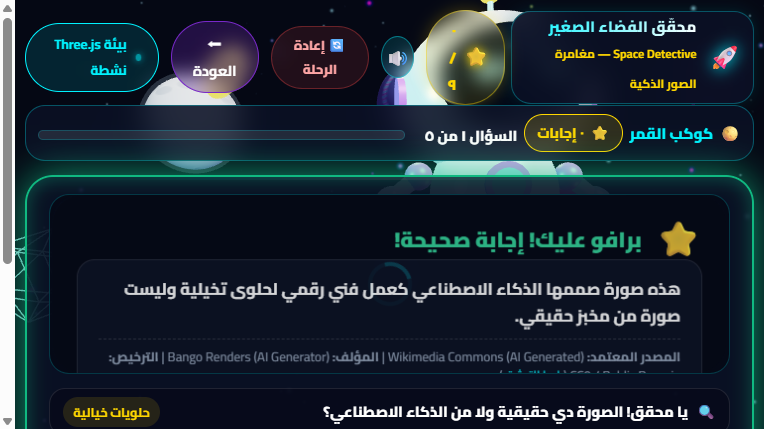 محقّق الفضاء الصغير
Space Detective — مغامرة
الصور الذكية
٠
/
٩
إعادة
الرحلة
العودة
بيئة Three.js
نشطة
كوكب القمر
٠ إجابات
السؤال ١ من ٥
برافو عليك! إجابة صحيحة!
هذه صورة صممها الذكاء الاصطناعي كعمل فني رقمي لحلوى تخيلية وليست
صورة من مخبز حقيقي.
المصدر المعتمد: Wikimedia Commons (AI Generated) | المؤلف: Bango Renders (AI Generator) | الترخيص:
يا محقق! الصورة دي حقيقية ولا من الذكاء الاصطناعي؟
حلويات خيالية